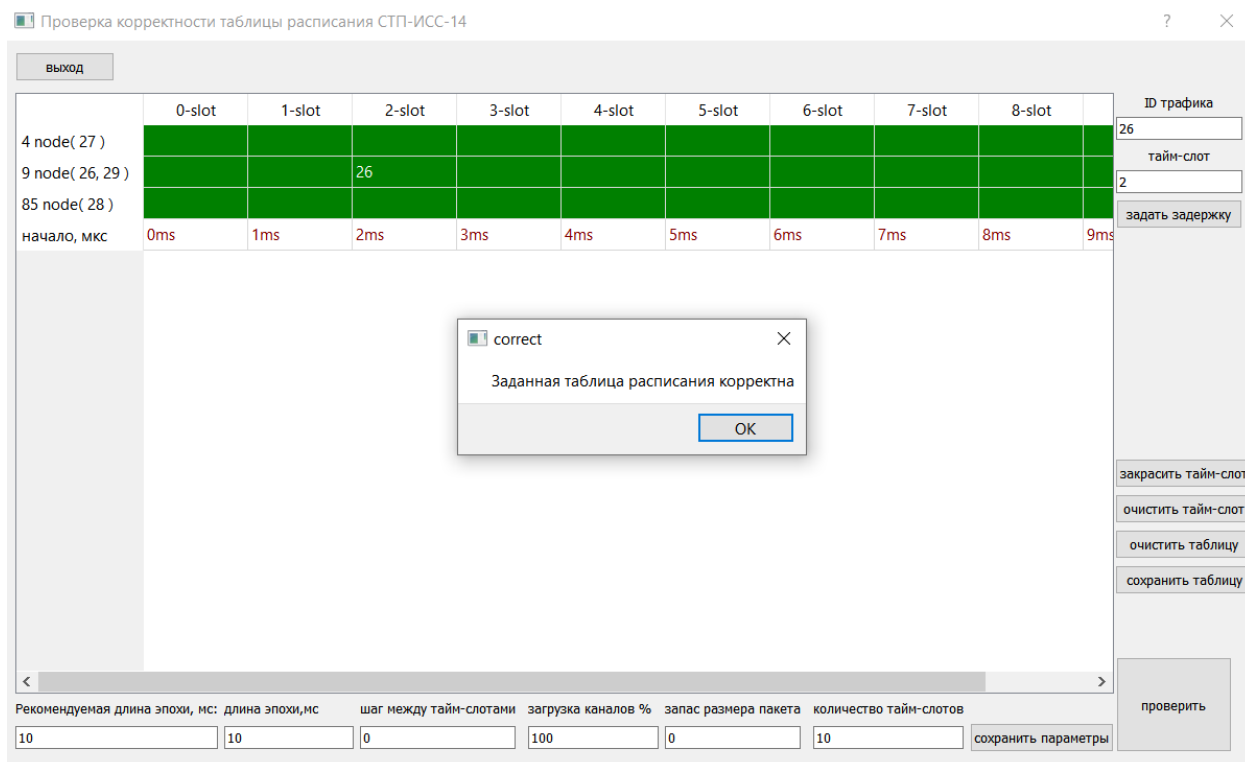 Проверка корректности таблицы расписания СТП-ИСС-14
?
выход
0-slot 1-slot 2-slot 3-slot 4-slot 5-slot 6-slot 7-slot 8-slot
4 node( 27 )
9 node( 26, 29 ) 26
85 node( 28 )
начало, мкс 0ms 1ms 2ms 3ms 4ms 5ms 6ms 7ms 8ms 9ms
ID трафика
26
тайм-слот
2
задать задержку
correct
Заданная таблица расписания корректна
OK
закрасить тайм-слот
очистить тайм-слот
очистить таблицу
сохранить таблицу
проверить
Рекомендуемая длина эпохи, мс: длина эпохи,мс шаг между тайм-слотами загрузка каналов % запас размера пакета количество тайм-слотов
10 10 0 100 0 10 сохранить параметры